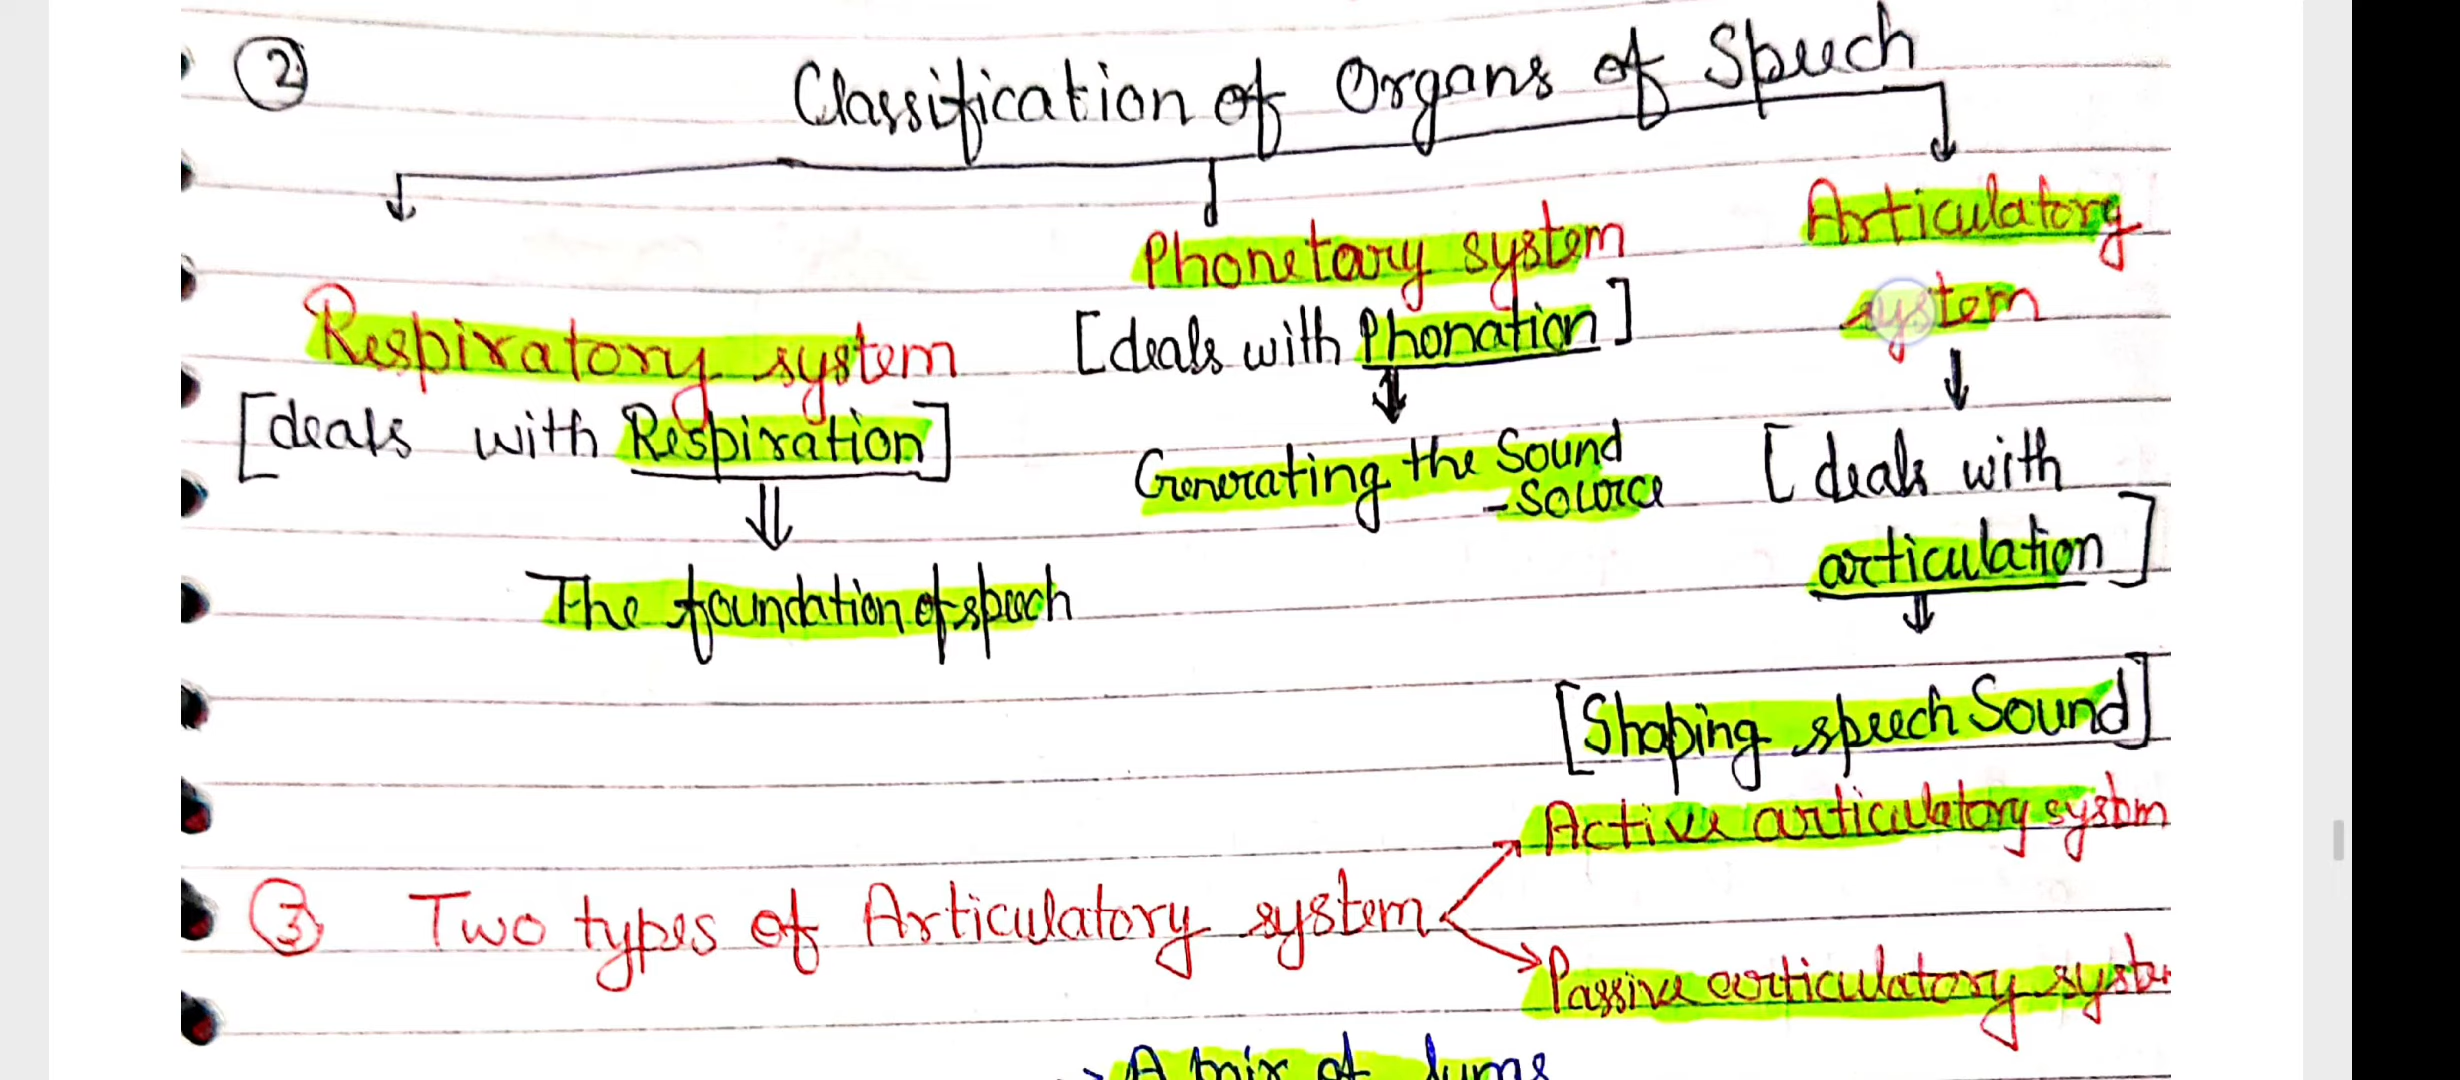 2.
Classification of Organs of Speech
Respiratory system
[deals with Respiration]
The foundation of speech
Phonetary system
[deals with Phonation]
Generating the Sound
-Source
Articulatory
system
[deals with
articulation]
[Shaping speech Sound]
3 Two types of Articulatory system
Active articulatory system
Passive articulatory syste
A of